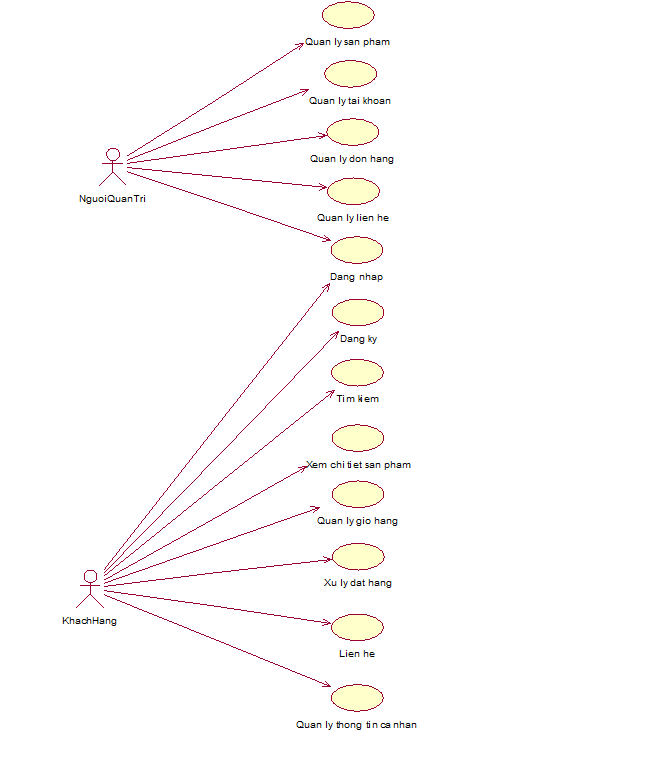 Quan ly san pham
Quan ly tai khoan
Quan ly don hang
NguoiQuanTri
Quan ly lien he
Dang nhap
Dang ky
Tim kiem
Xem chi tiet san pham
Quan ly gio hang
Xu ly dat hang
KhachHang
Lien he
Quan ly thong tin ca nhan